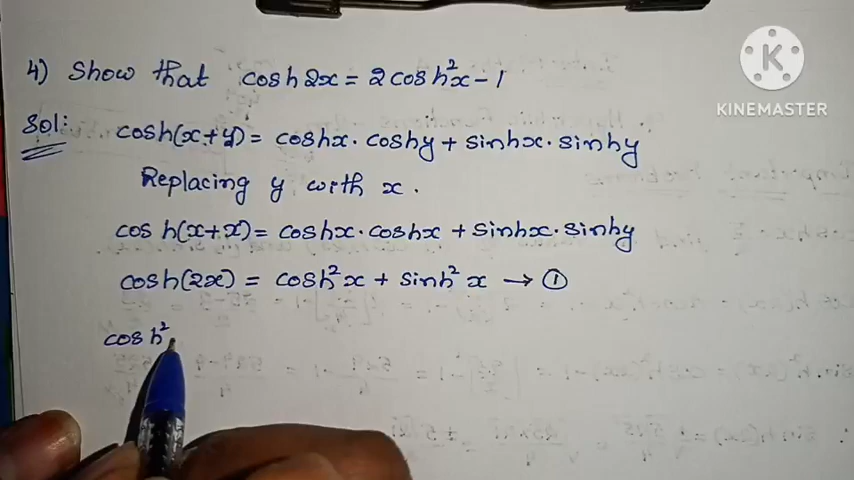 4) Show that cosh2x = 2cosh²x - 1
KINEMASTER
Sol:
cosh(x+y) = coshx · coshy + sinhx · sinhy
Replacing y with x.
cosh(x+x) = coshx · coshx + sinhx · sinhy
cosh(2x) = cosh²x + sinh²x → ①
cosh²